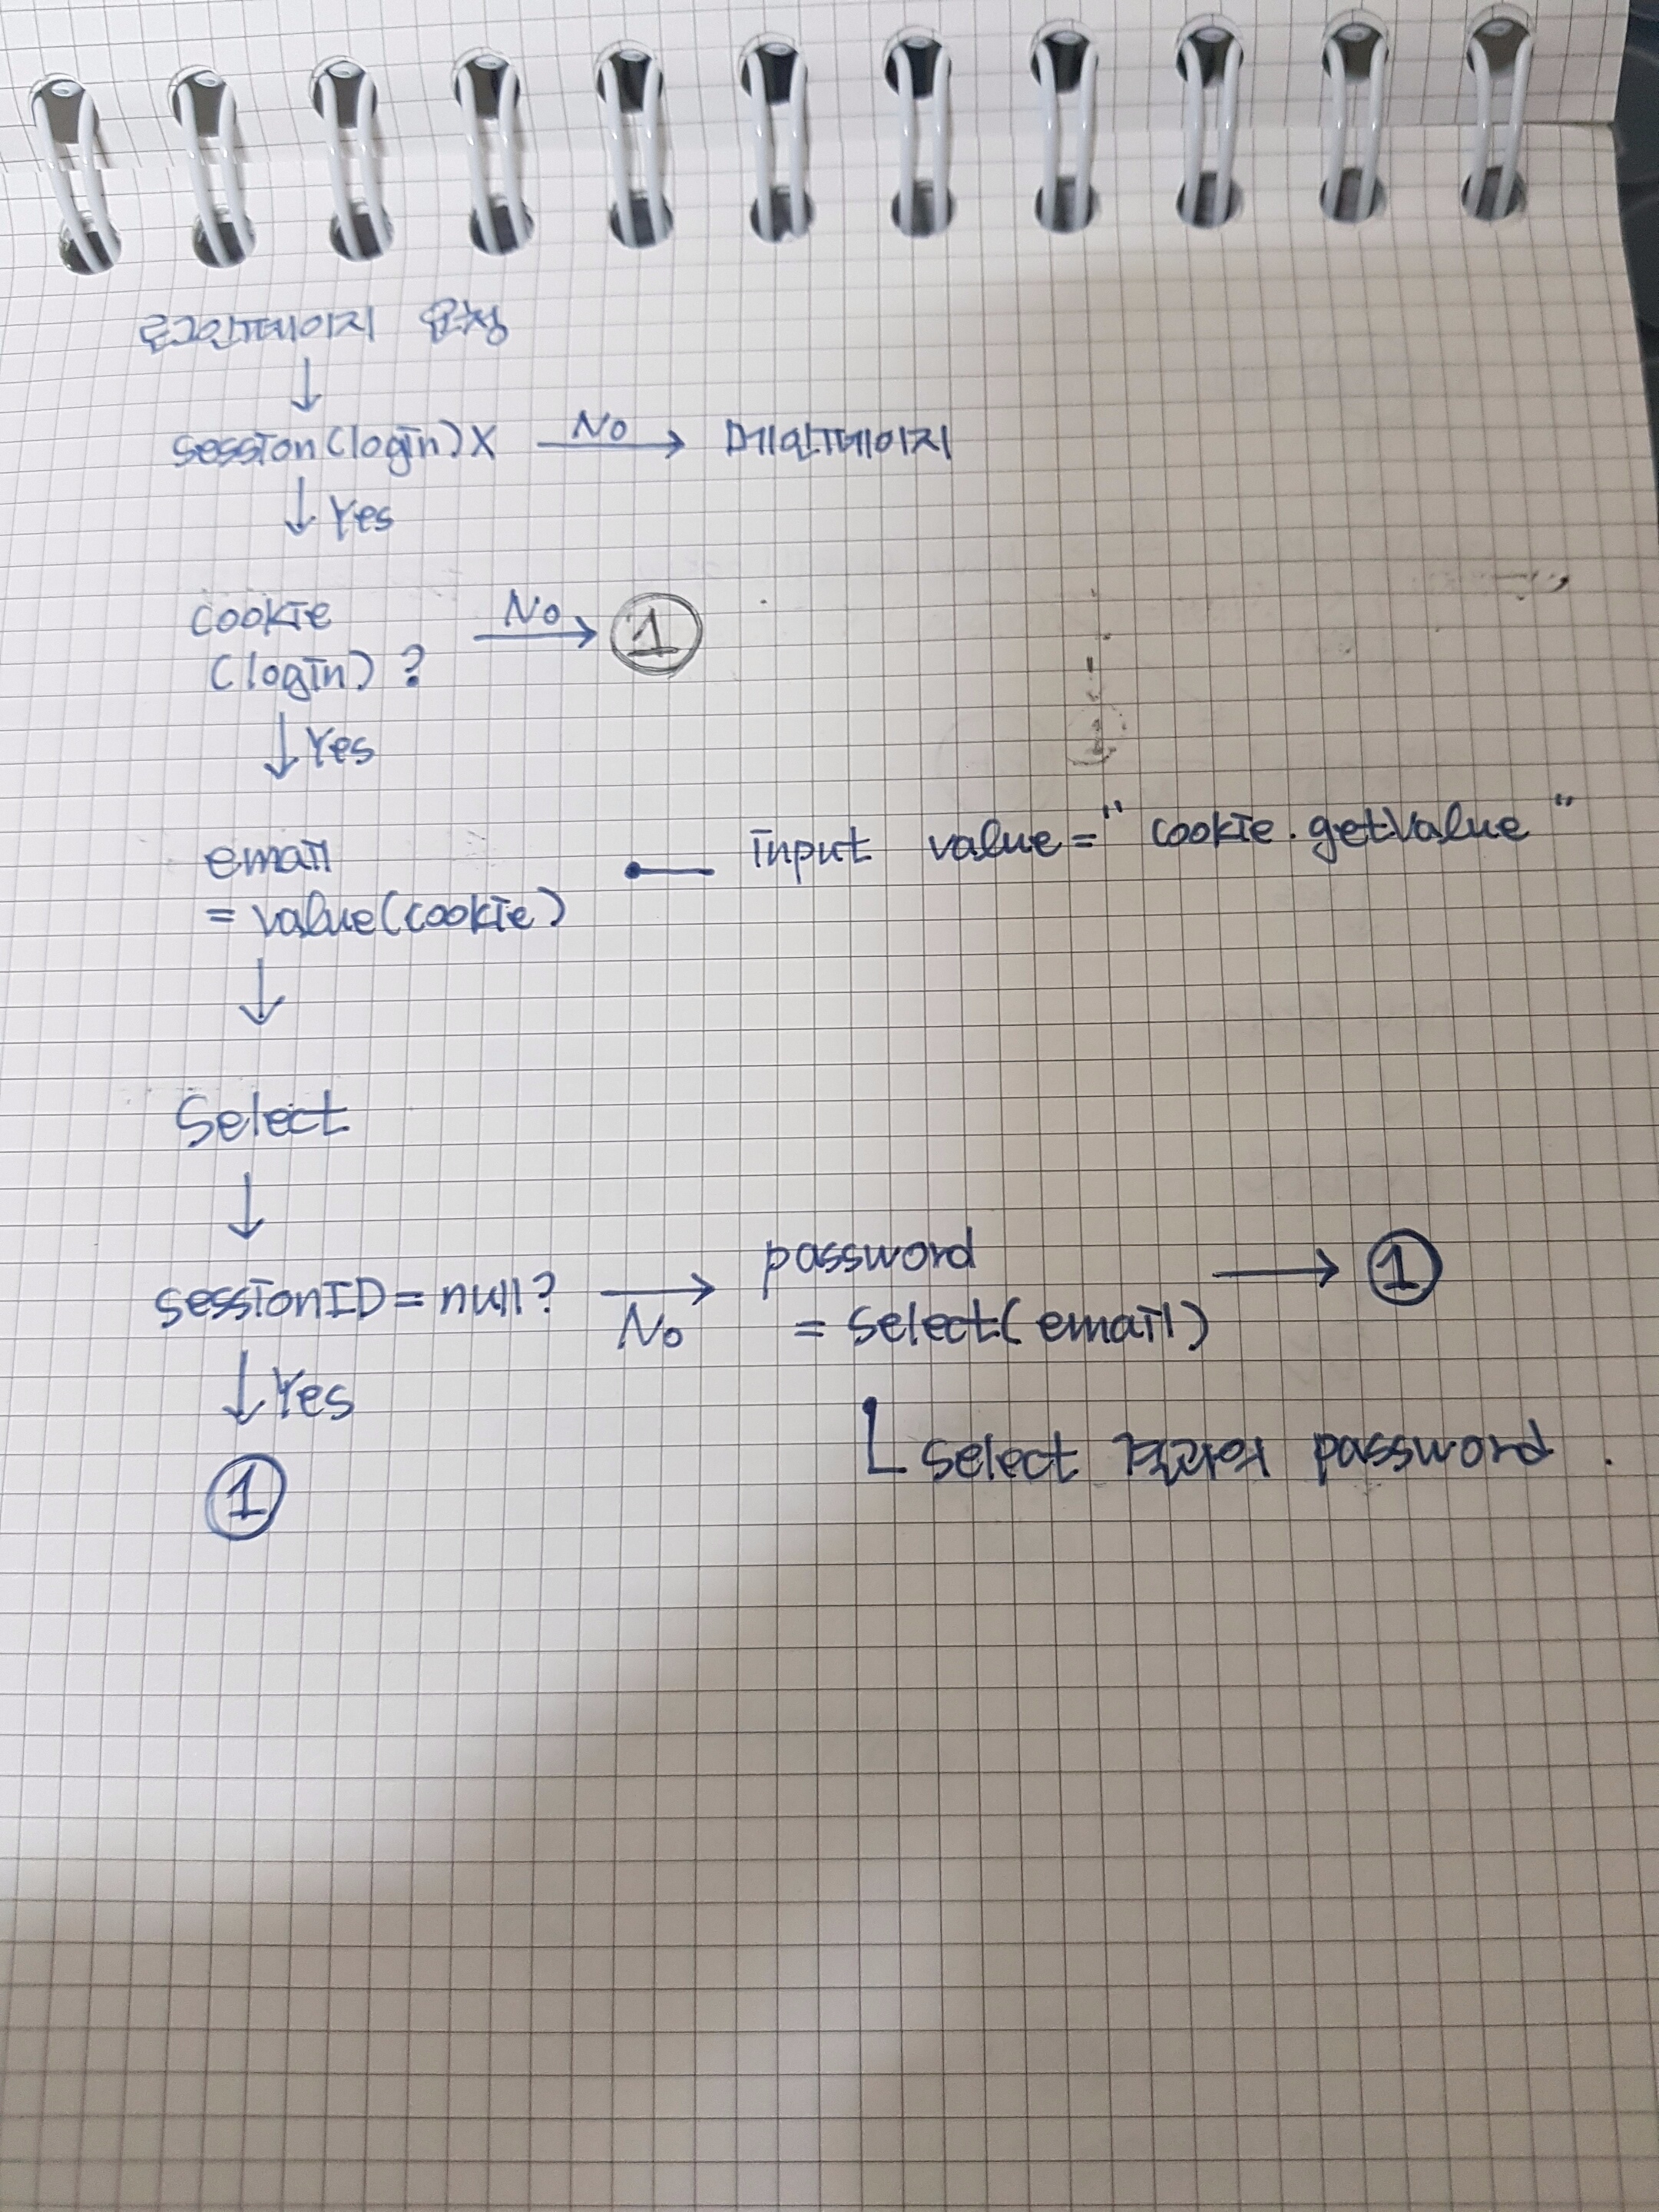 로그인페이지 요청
↓
session(login)X No → 메인페이지
↓ Yes
cookie No → ①
(login) ?
↓ Yes
email input value = " cookie.getValue "
= value(cookie)
↓
Select
↓
sessionID = null? No → password → ①
= select(email)
↓ Yes
select 결과의 password .
①